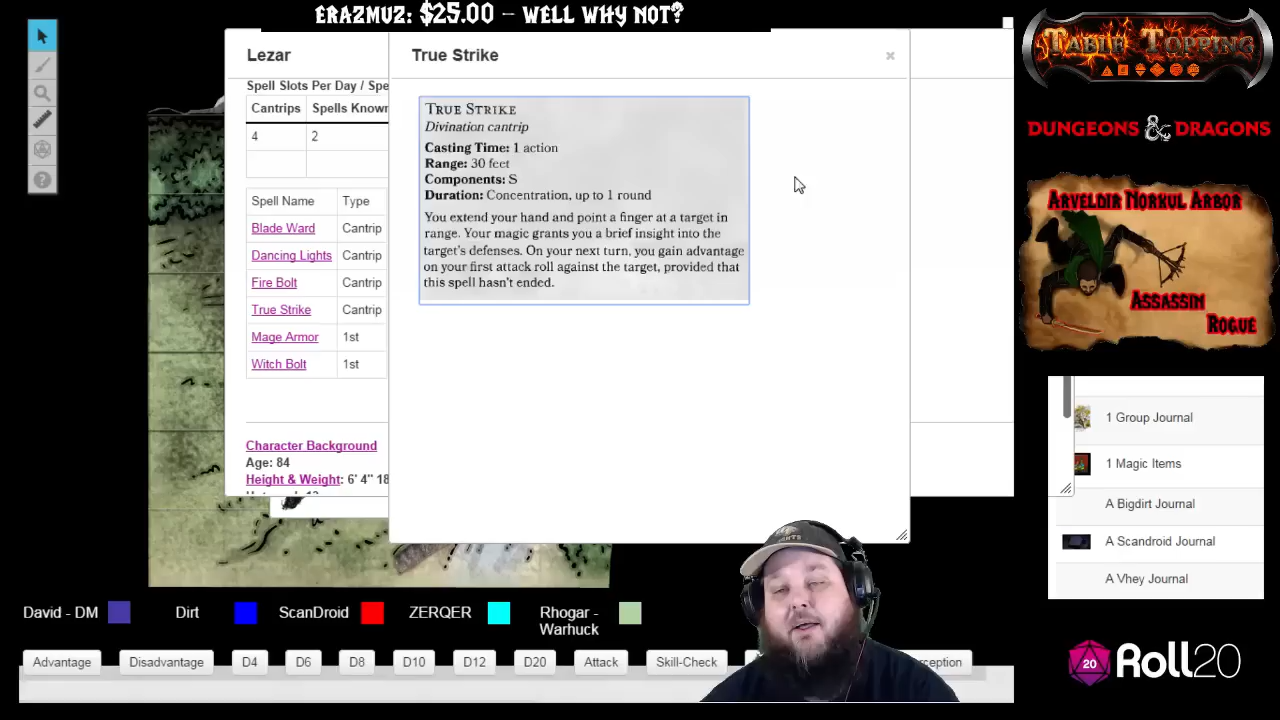 ERAZMUZ: $25.00 – WELL WHY NOT?
TABLE TOPPING
DUNGEONS & DRAGONS
ARVELDIR NORKUL ARBOR
ASSASSIN
ROGUE
Lezar
Spell Slots Per Day / Spe
Cantrips Spells Known
4 2
Spell Name Type
Blade Ward Cantrip
Dancing Lights Cantrip
Fire Bolt Cantrip
True Strike Cantrip
Mage Armor 1st
Witch Bolt 1st
Character Background
Age: 84
Height & Weight: 6' 4" 18
True Strike
×
TRUE STRIKE
Divination cantrip
Casting Time: 1 action
Range: 30 feet
Components: S
Duration: Concentration, up to 1 round
You extend your hand and point a finger at a target in
range. Your magic grants you a brief insight into the
target's defenses. On your next turn, you gain advantage
on your first attack roll against the target, provided that
this spell hasn't ended.
1 Group Journal
1 Magic Items
A Bigdirt Journal
A Scandroid Journal
A Vhey Journal
David - DM Dirt ScanDroid ZERQER Rhogar -
Warhuck
Advantage Disadvantage D4 D6 D8 D10 D12 D20 Attack Skill-Check erception
20 Roll20